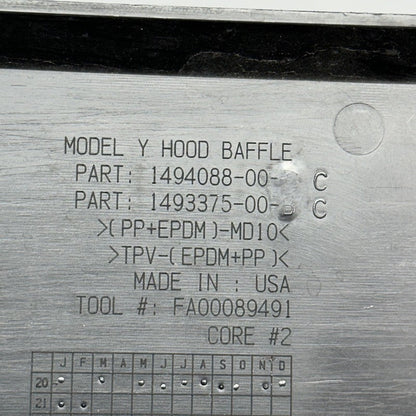 MODEL Y HOOD BAFFLE
PART: 1494088-00- C
PART: 1493375-00- C
>(PP+EPDM)-MD10<
>TPV-(EPDM+PP)<
MADE IN : USA
TOOL #: FA00089491
CORE #2
J F M A M J J A S O N D
20
21